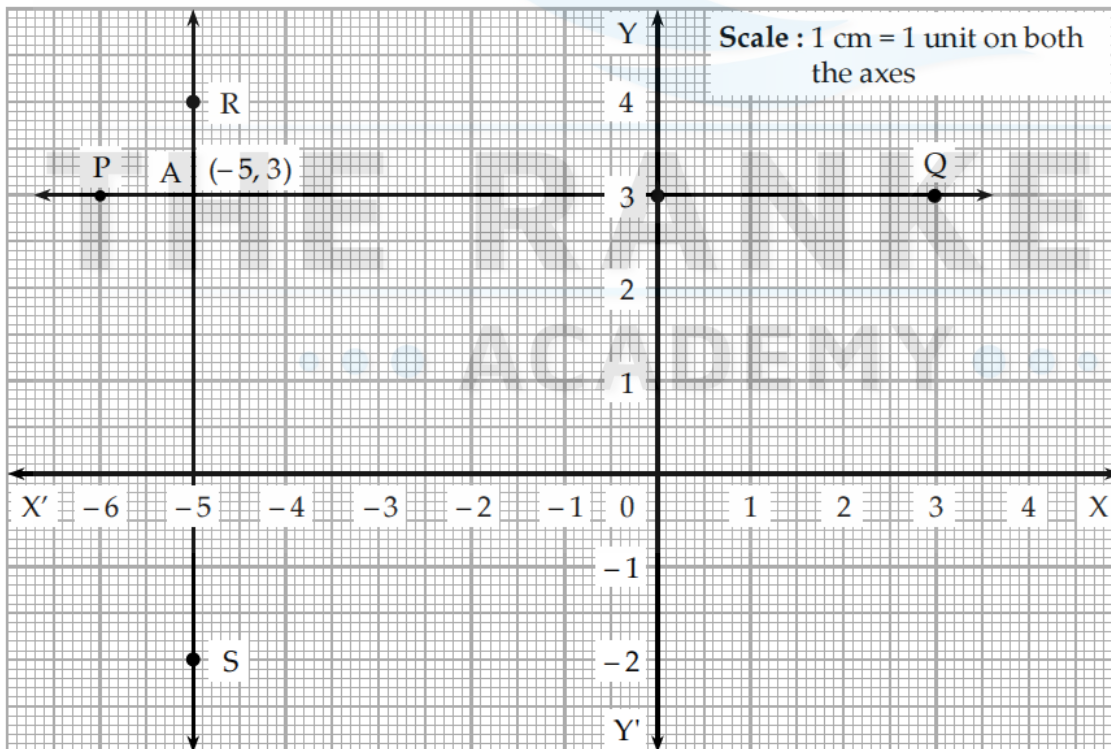 Y
Scale : 1 cm = 1 unit on both
the axes
R
4
P
A
(– 5, 3)
Q
3
THE RANKE
2
ACADEMY
1
X′ – 6 – 5 – 4 – 3 – 2 – 1 0 1 2 3 4 X
– 1
S
– 2
Y'